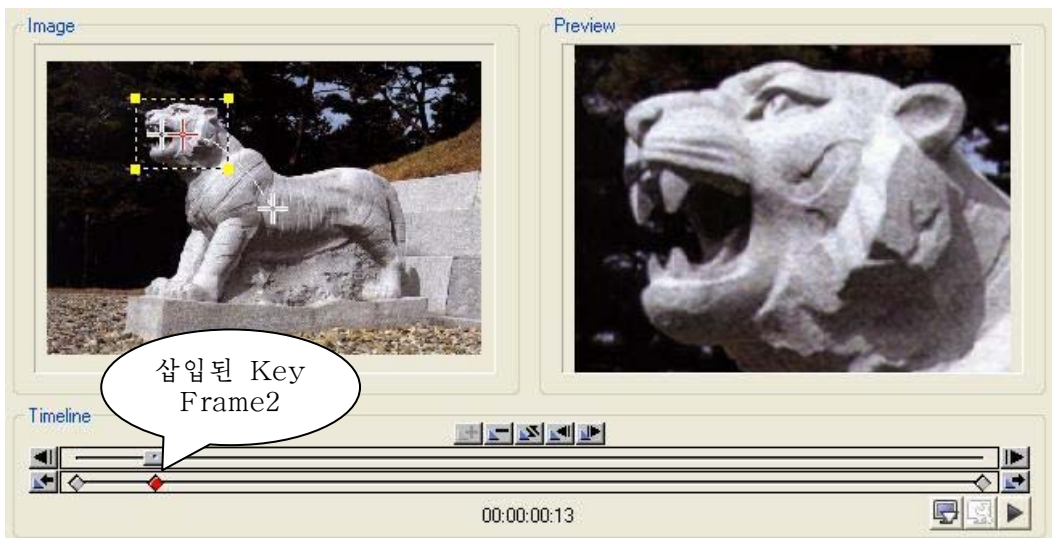 Image
Preview
삽입된 Key
Frame2
Timeline
00:00:00:13